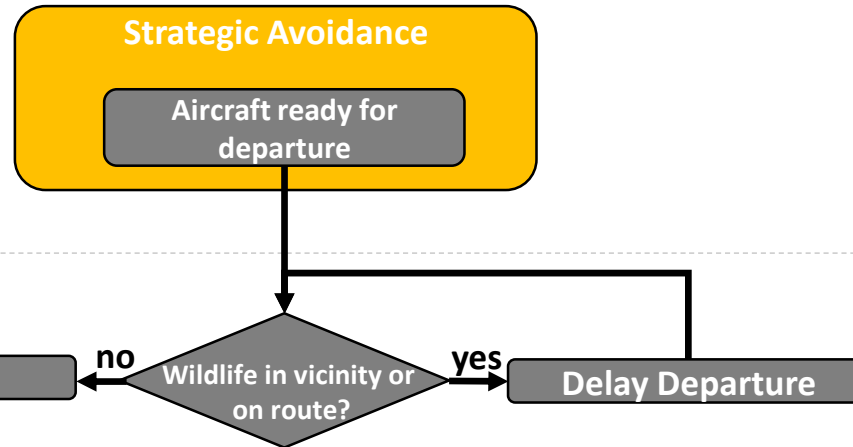 Strategic Avoidance
Aircraft ready for
departure
no
yes
Wildlife in vicinity or
on route?
Delay Departure